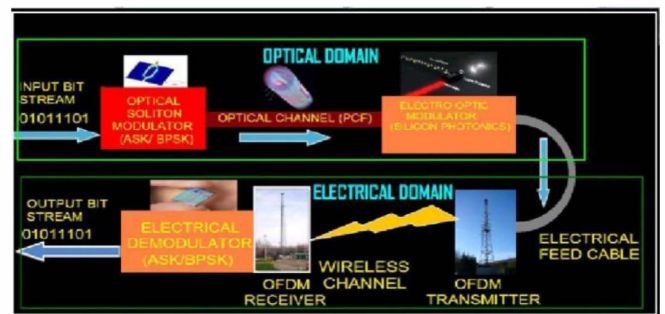 OPTICAL DOMAIN
INPUT BIT
STREAM
01011101
OPTICAL
SOLITON
MODULATOR
(ASK/ BPSK)
OPTICAL CHANNEL (PCF)
ELECTRO OPTIC
MODULATOR
(SILICON PHOTONICS)
ELECTRICAL DOMAIN
OUTPUT BIT
STREAM
01011101
ELECTRICAL
DEMODULATOR
(ASK/BPSK)
OFDM
RECEIVER
WIRELESS
CHANNEL
OFDM
TRANSMITTER
ELECTRICAL
FEED CABLE